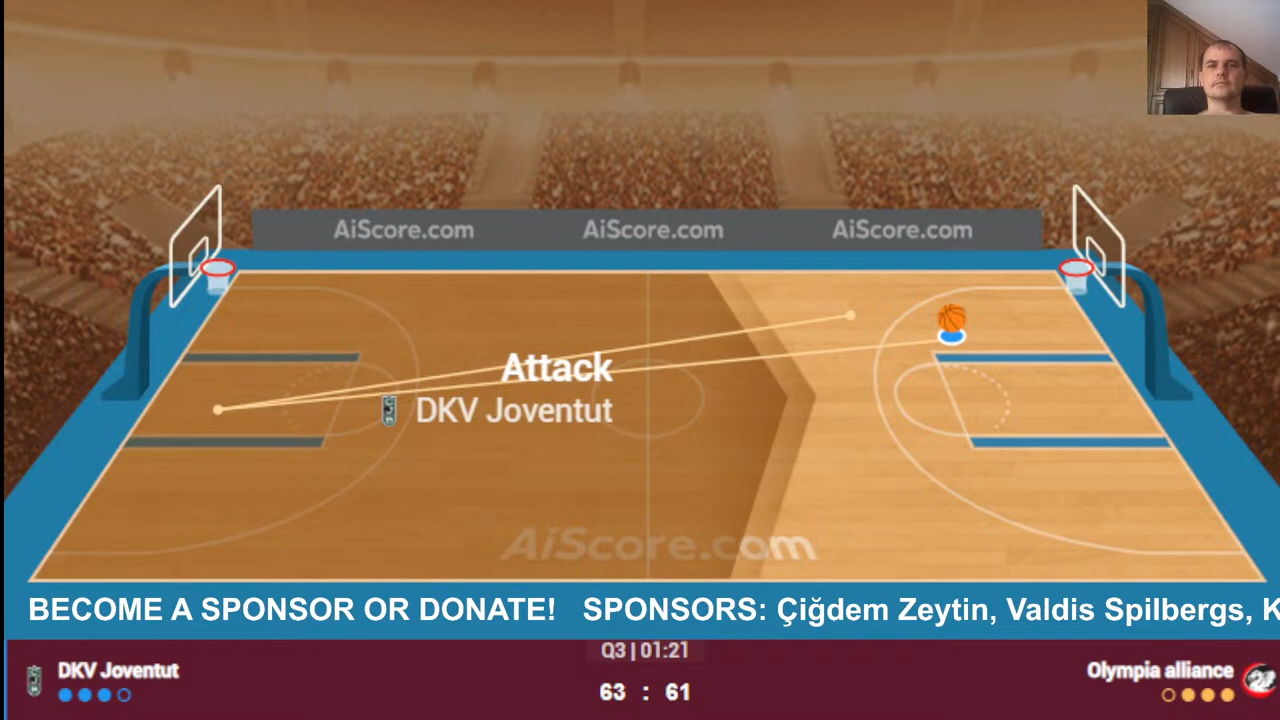 AiScore.com AiScore.com AiScore.com
Attack
DKV Joventut
AiScore.com
BECOME A SPONSOR OR DONATE! SPONSORS: Çiğdem Zeytin, Valdis Spilbergs, K
Q3 | 01:21
DKV Joventut
63 : 61
Olympia alliance